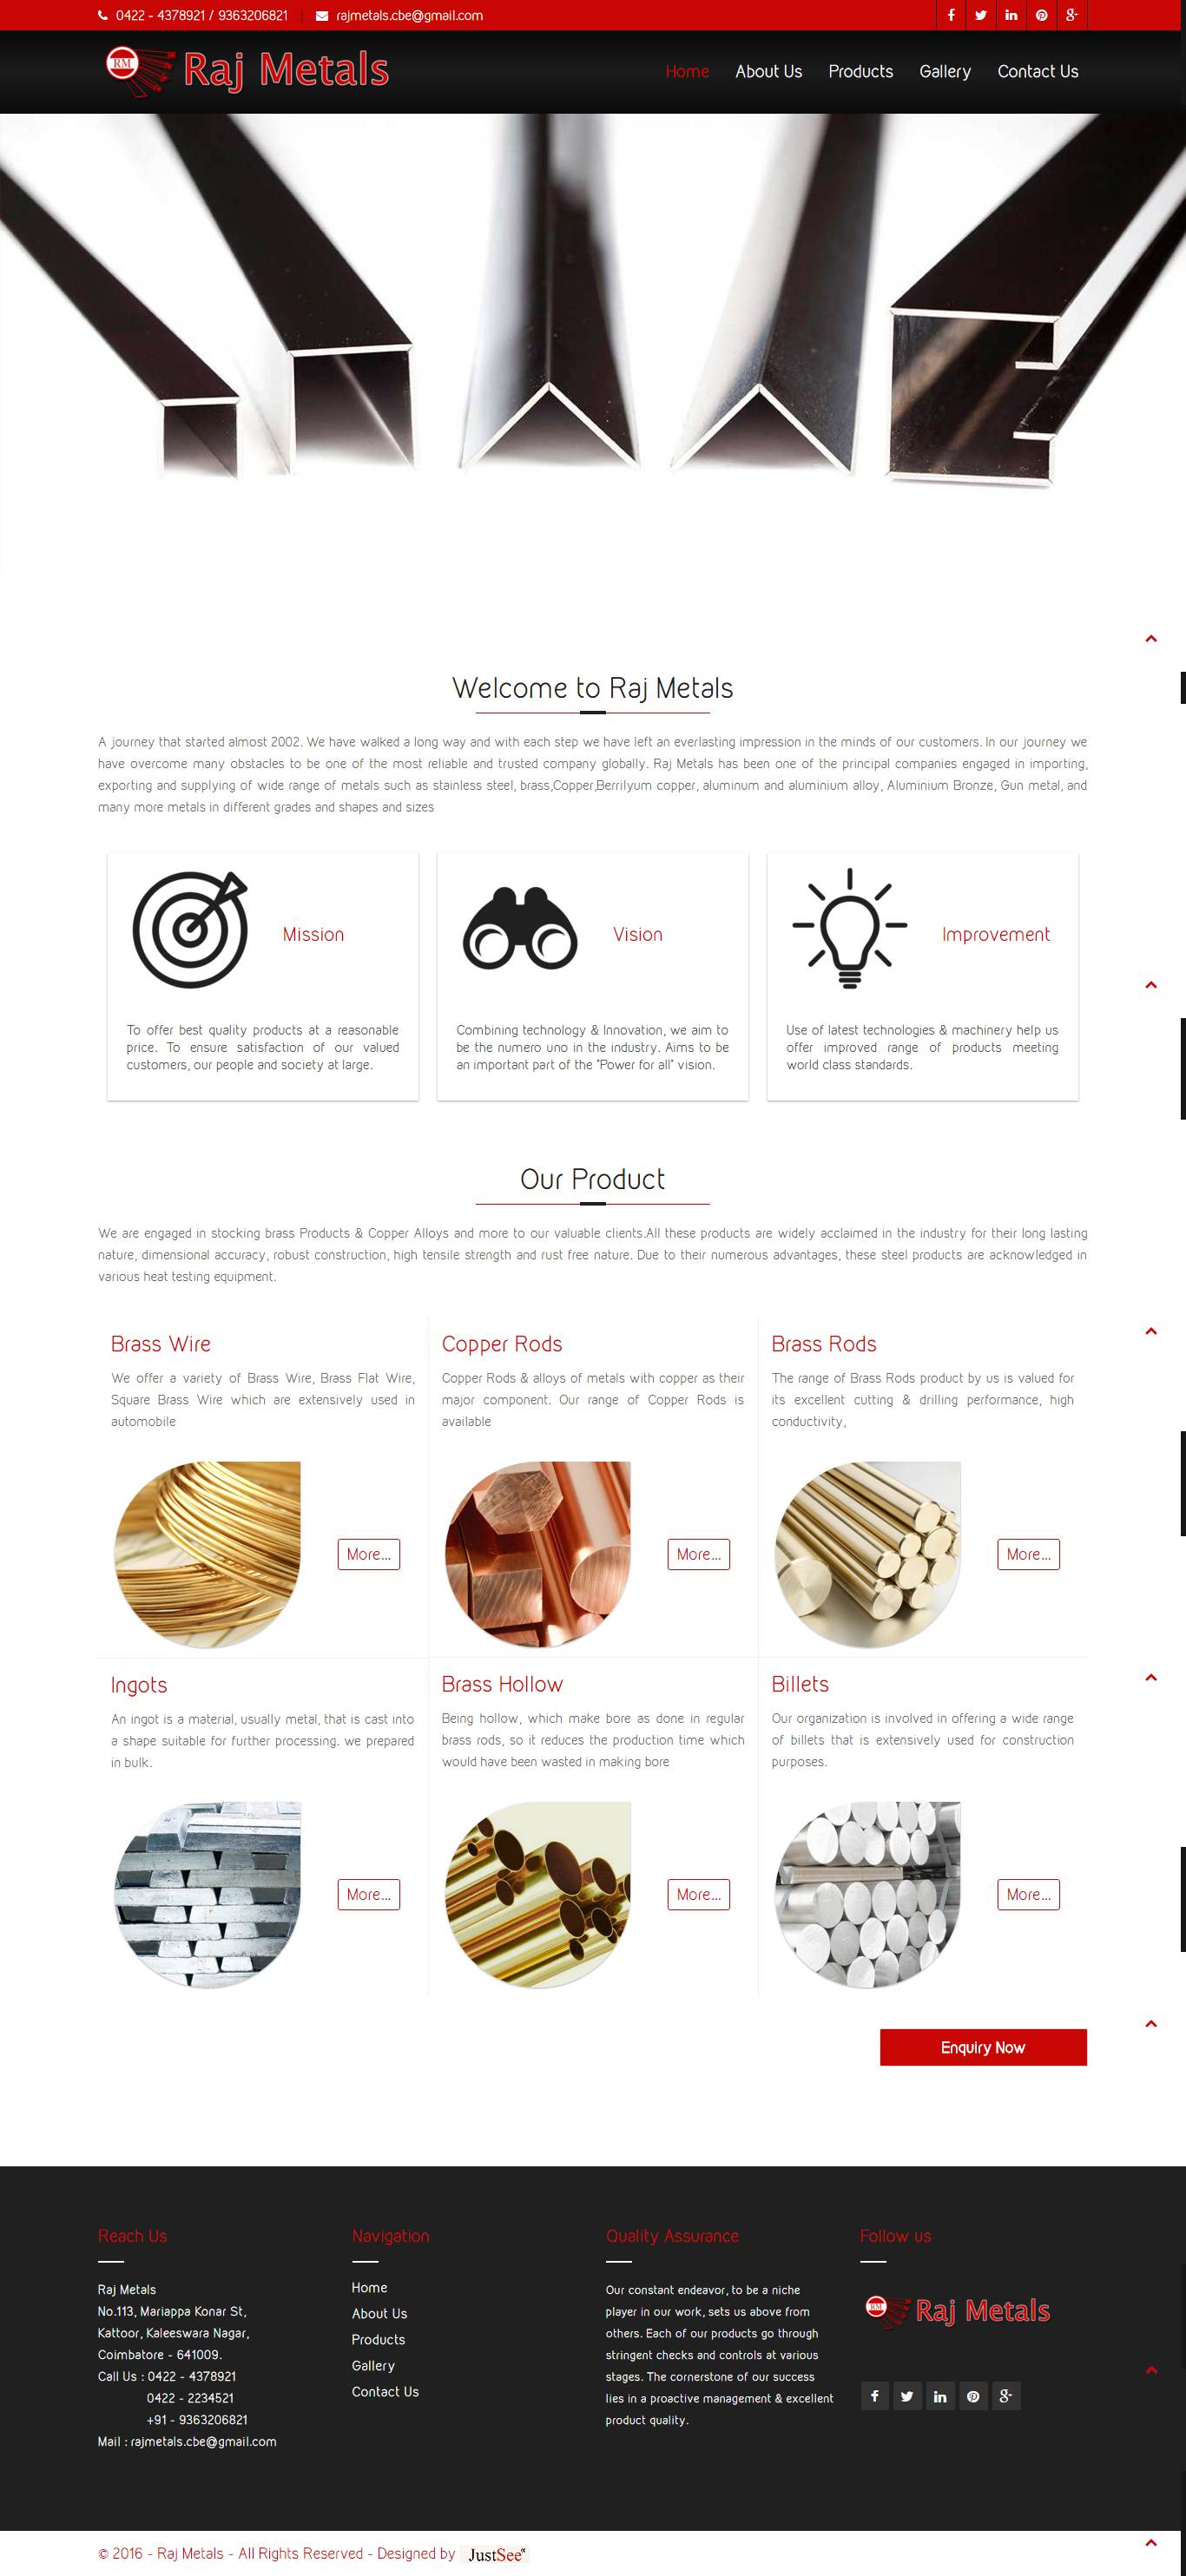 0422 - 4378921 / 9363206821 | rajmetals.cbe@gmail.com
RM Raj Metals
Home About Us Products Gallery Contact Us
Welcome to Raj Metals
A journey that started almost 2002. We have walked a long way and with each step we have left an everlasting impression in the minds of our customers. In our journey we
have overcome many obstacles to be one of the most reliable and trusted company globally. Raj Metals has been one of the principal companies engaged in importing,
exporting and supplying of wide range of metals such as stainless steel, brass,Copper,Berrilyum copper, aluminum and aluminium alloy, Aluminium Bronze, Gun metal, and
many more metals in different grades and shapes and sizes
Mission
To offer best quality products at a reasonable
price. To ensure satisfaction of our valued
customers, our people and society at large.
Vision
Combining technology & Innovation, we aim to
be the numero uno in the industry. Aims to be
an important part of the "Power for all" vision.
Improvement
Use of latest technologies & machinery help us
offer improved range of products meeting
world class standards.
Our Product
We are engaged in stocking brass Products & Copper Alloys and more to our valuable clients.All these products are widely acclaimed in the industry for their long lasting
nature, dimensional accuracy, robust construction, high tensile strength and rust free nature. Due to their numerous advantages, these steel products are acknowledged in
various heat testing equipment.
Brass Wire
We offer a variety of Brass Wire, Brass Flat Wire,
Square Brass Wire which are extensively used in
automobile
More...
Copper Rods
Copper Rods & alloys of metals with copper as their
major component. Our range of Copper Rods is
available
More...
Brass Rods
The range of Brass Rods product by us is valued for
its excellent cutting & drilling performance, high
conductivity,
More...
Ingots
An ingot is a material, usually metal, that is cast into
a shape suitable for further processing. we prepared
in bulk.
More...
Brass Hollow
Being hollow, which make bore as done in regular
brass rods, so it reduces the production time which
would have been wasted in making bore
More...
Billets
Our organization is involved in offering a wide range
of billets that is extensively used for construction
purposes.
More...
Enquiry Now
Reach Us
Raj Metals
No.113, Mariappa Konar St,
Kattoor, Kaleeswara Nagar,
Coimbatore - 641009.
Call Us : 0422 - 4378921
0422 - 2234521
+91 - 9363206821
Mail : rajmetals.cbe@gmail.com
Navigation
Home
About Us
Products
Gallery
Contact Us
Quality Assurance
Our constant endeavor, to be a niche
player in our work, sets us above from
others. Each of our products go through
stringent checks and controls at various
stages. The cornerstone of our success
lies in a proactive management & excellent
product quality.
Follow us
RM Raj Metals
© 2016 - Raj Metals - All Rights Reserved - Designed by JustSee